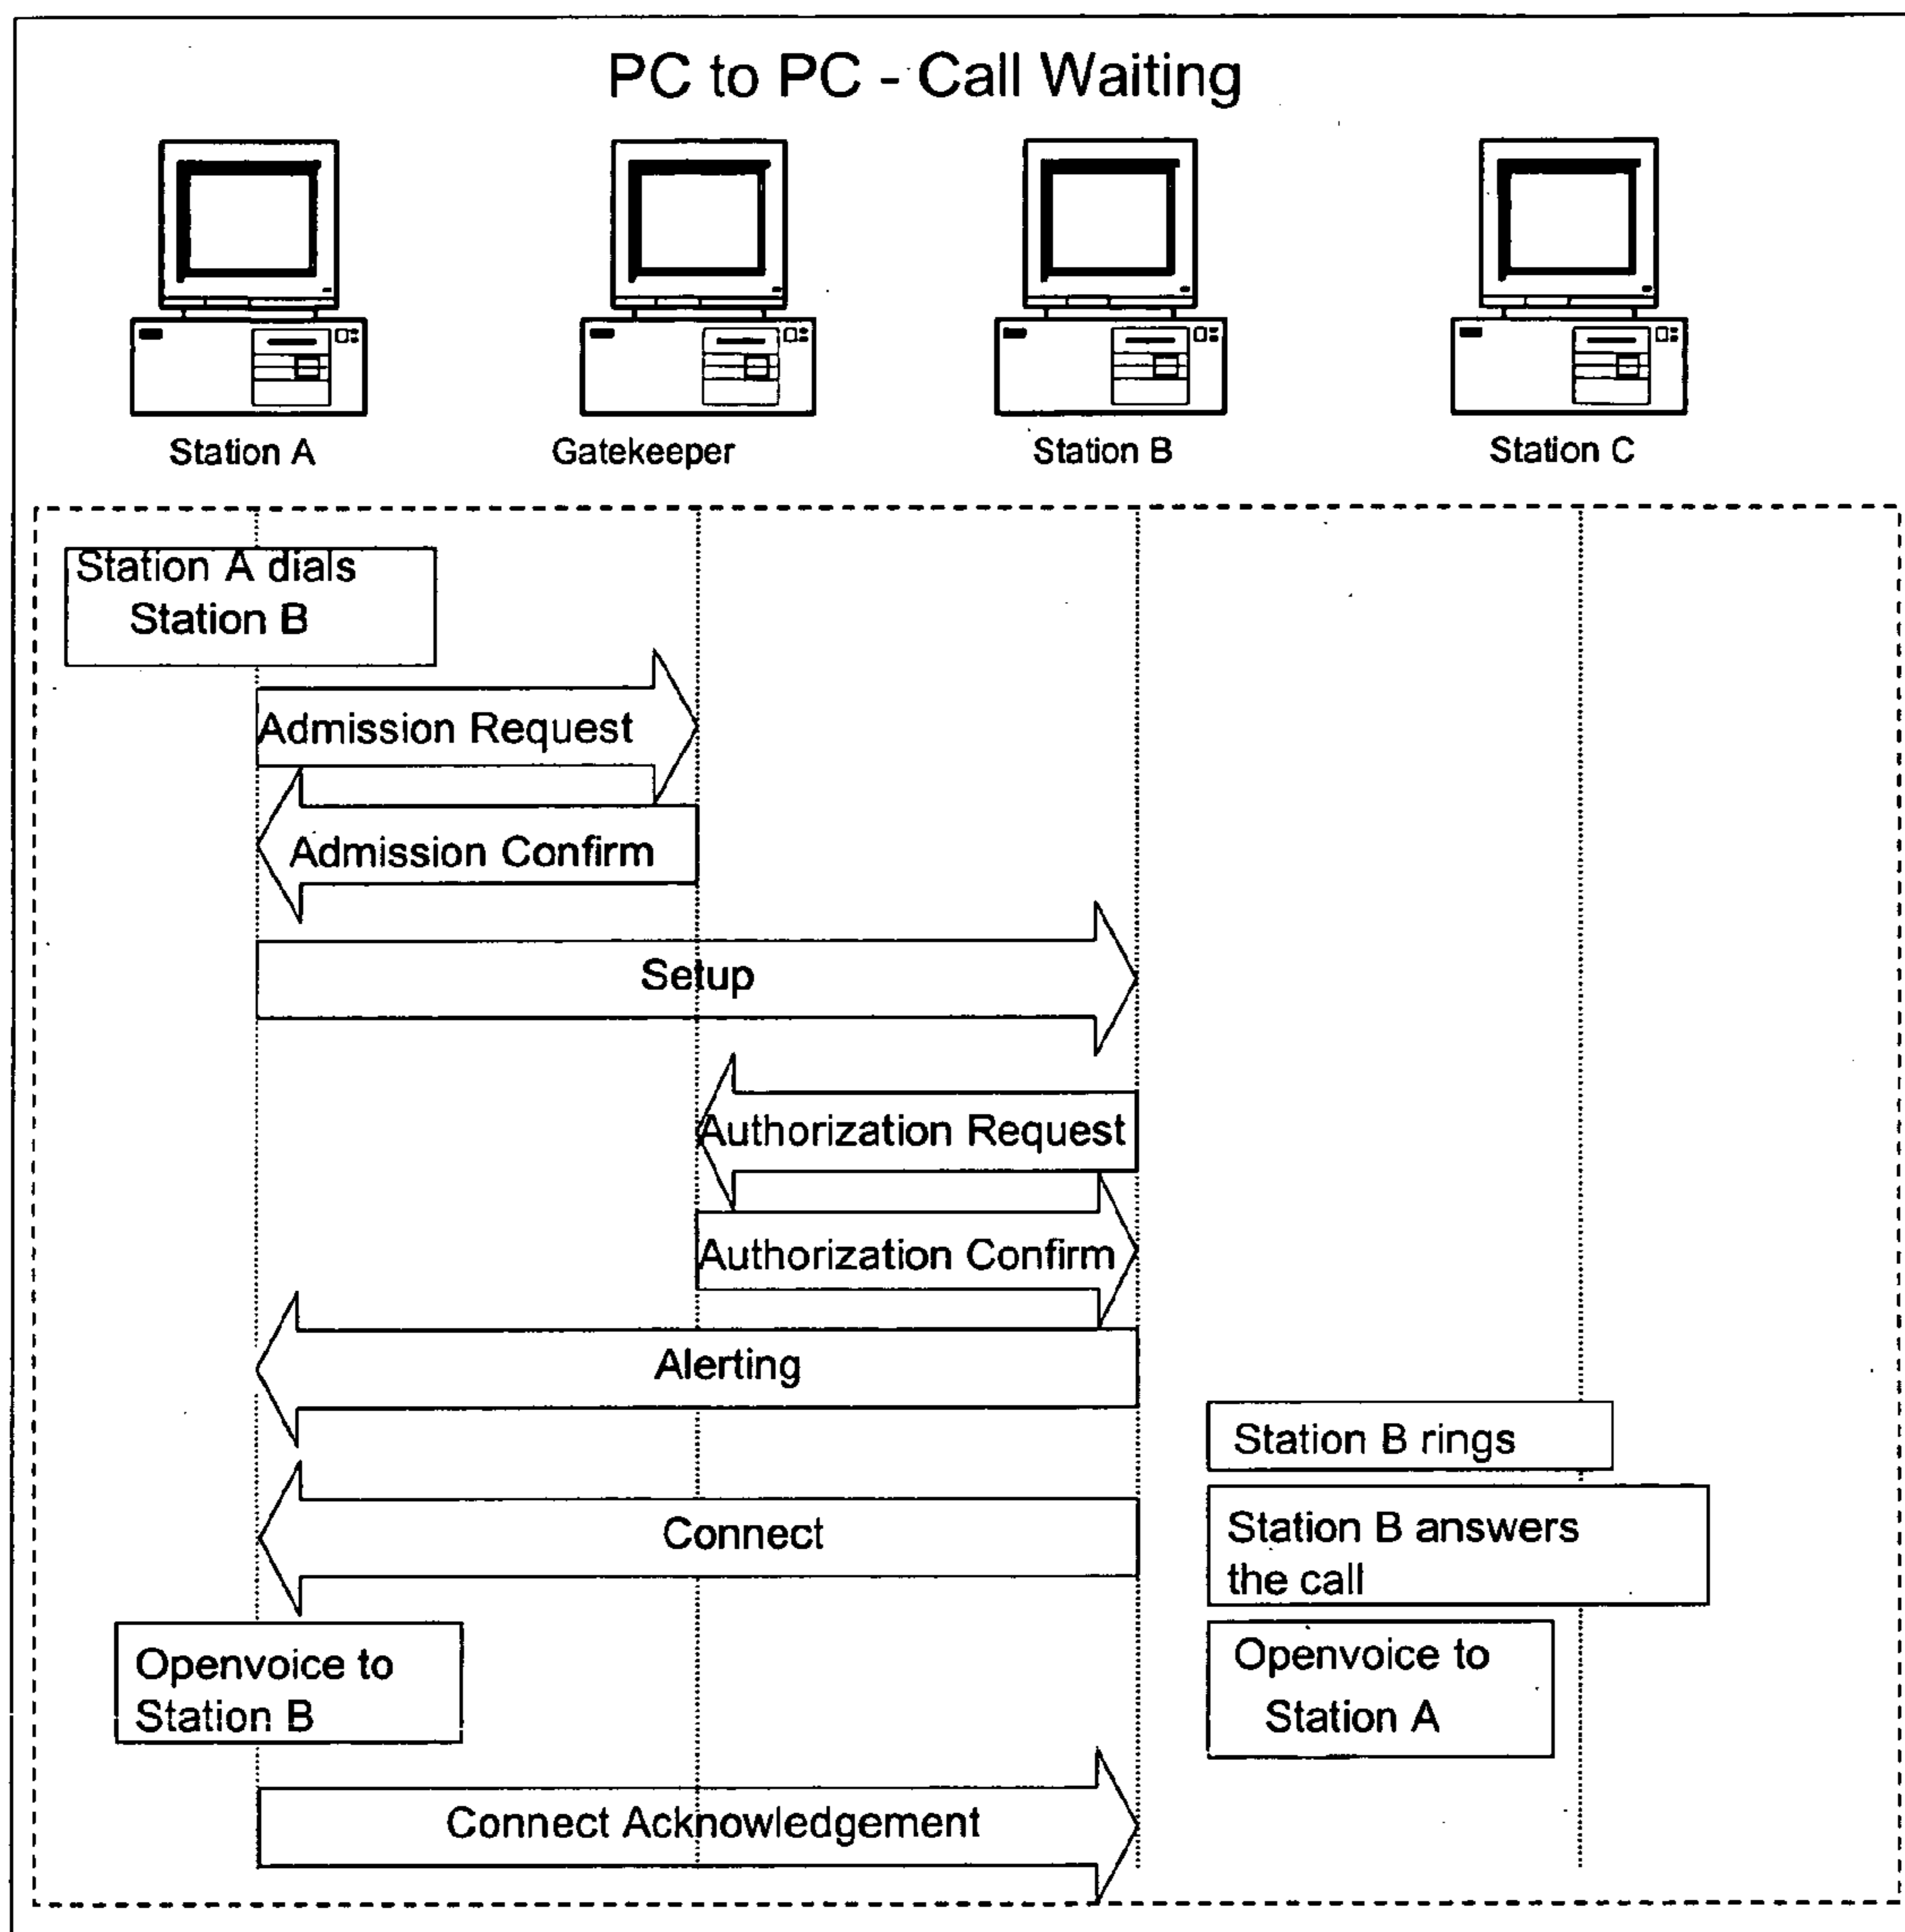 PC to PC - Call Waiting
Station A
Gatekeeper
Station B
Station C
Station A dials
Station B
Admission Request
Admission Confirm
Setup
Authorization Request
Authorization Confirm
Alerting
Station B rings
Connect
Station B answers
the call
Openvoice to
Station B
Openvoice to
Station A
Connect Acknowledgement